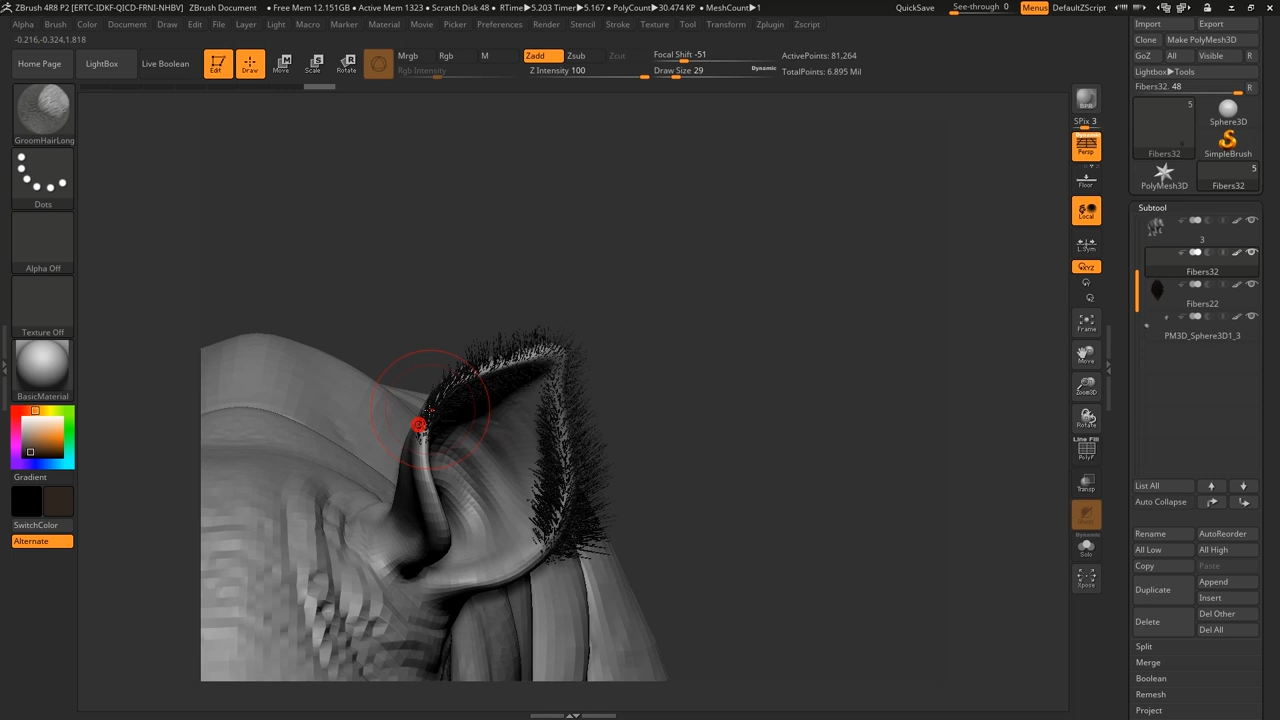 ZBrush 4R8 P2 [ERTC-IDKF-QICD-FRNI-NHBV] ZBrush Document • Free Mem 12.151GB • Active Mem 1323 • Scratch Disk 48 • RTime▶5.203 Timer▶5.167 • PolyCount▶30.474 KP • MeshCount▶1 QuickSave See-through 0 Menus DefaultZScript
Alpha Brush Color Document Draw Edit File Layer Light Macro Marker Material Movie Picker Preferences Render Stencil Stroke Texture Tool Transform Zplugin Zscript
-0.216,-0.324,1.818
Home Page LightBox Live Boolean Edit Draw Move Scale Rotate
Mrgb Rgb M Zadd Zsub Zcut Focal Shift -51 ActivePoints: 81,264
Rgb Intensity Z Intensity 100 Draw Size 29 Dynamic TotalPoints: 6.895 Mil
GroomHairLong
Dots
Alpha Off
Texture Off
BasicMaterial
Gradient
SwitchColor
Alternate
BPR
SPix 3
Dynamic
Persp
Floor
Local
L.Sym
XYZ
Frame
Move
Zoom3D
Rotate
Line Fill
PolyF
Transp
Dynamic
Solo
Xpose
Import Export
Clone Make PolyMesh3D
GoZ All Visible R
Lightbox▶Tools
Fibers32. 48 R
5
Sphere3D
Fibers32 SimpleBrush
5
PolyMesh3D Fibers32
Subtool
3
Fibers32
Fibers22
PM3D_Sphere3D1_3
List All
Auto Collapse
Rename AutoReorder
All Low All High
Copy Paste
Duplicate Append
Insert
Delete Del Other
Del All
Split
Merge
Boolean
Remesh
Project